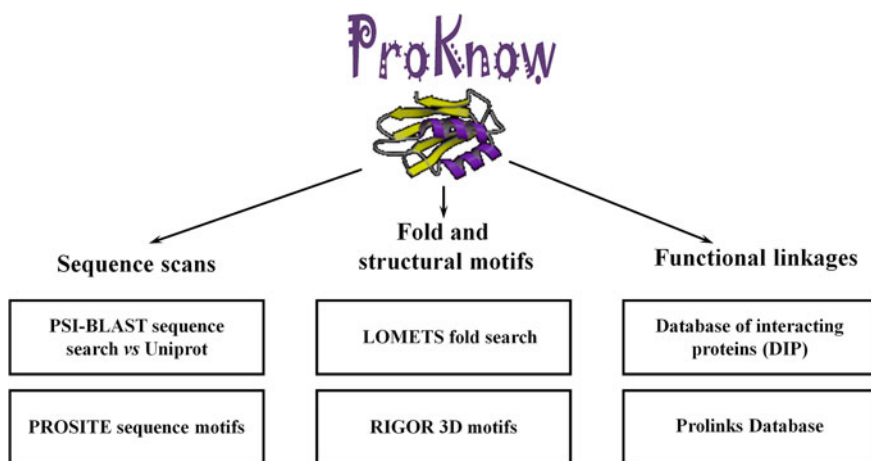 ProKnow
Sequence scans
PSI-BLAST sequence
search vs Uniprot
PROSITE sequence motifs
Fold and
structural motifs
LOMETS fold search
RIGOR 3D motifs
Functional linkages
Database of interacting
proteins (DIP)
Prolinks Database